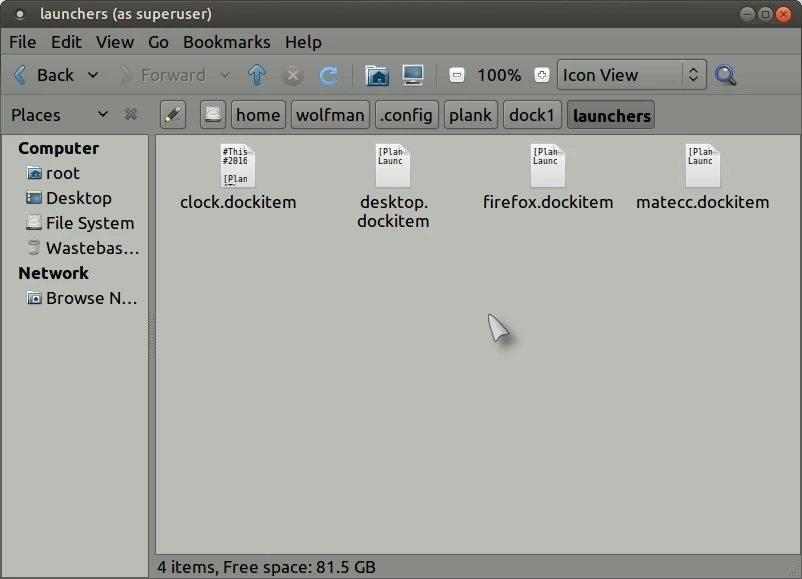 launchers (as superuser)
File Edit View Go Bookmarks Help
Back Forward 100% Icon View
Places home wolfman .config plank dock1 launchers
Computer
root
Desktop
File System
Wastebas...
Network
Browse N...
#This
#2016
[Plan
clock.dockitem
[Plan
Launc
desktop.
dockitem
[Plan
Launc
firefox.dockitem
[Plan
Launc
matecc.dockitem
4 items, Free space: 81.5 GB